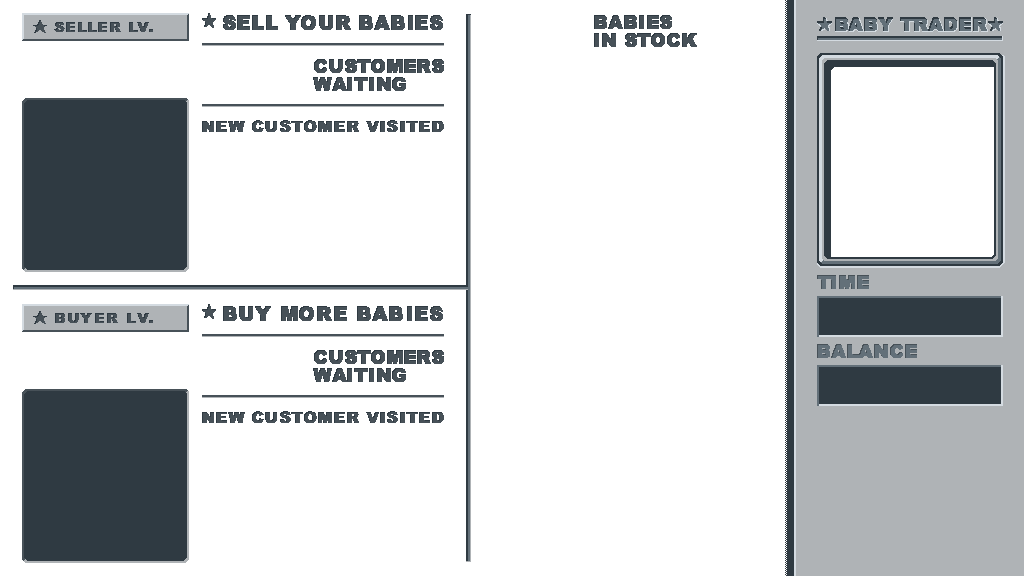 ★ SELLER LV.
★ SELL YOUR BABIES
CUSTOMERS
WAITING
NEW CUSTOMER VISITED
★ BUYER LV.
★ BUY MORE BABIES
CUSTOMERS
WAITING
NEW CUSTOMER VISITED
BABIES
IN STOCK
★BABY TRADER★
TIME
BALANCE